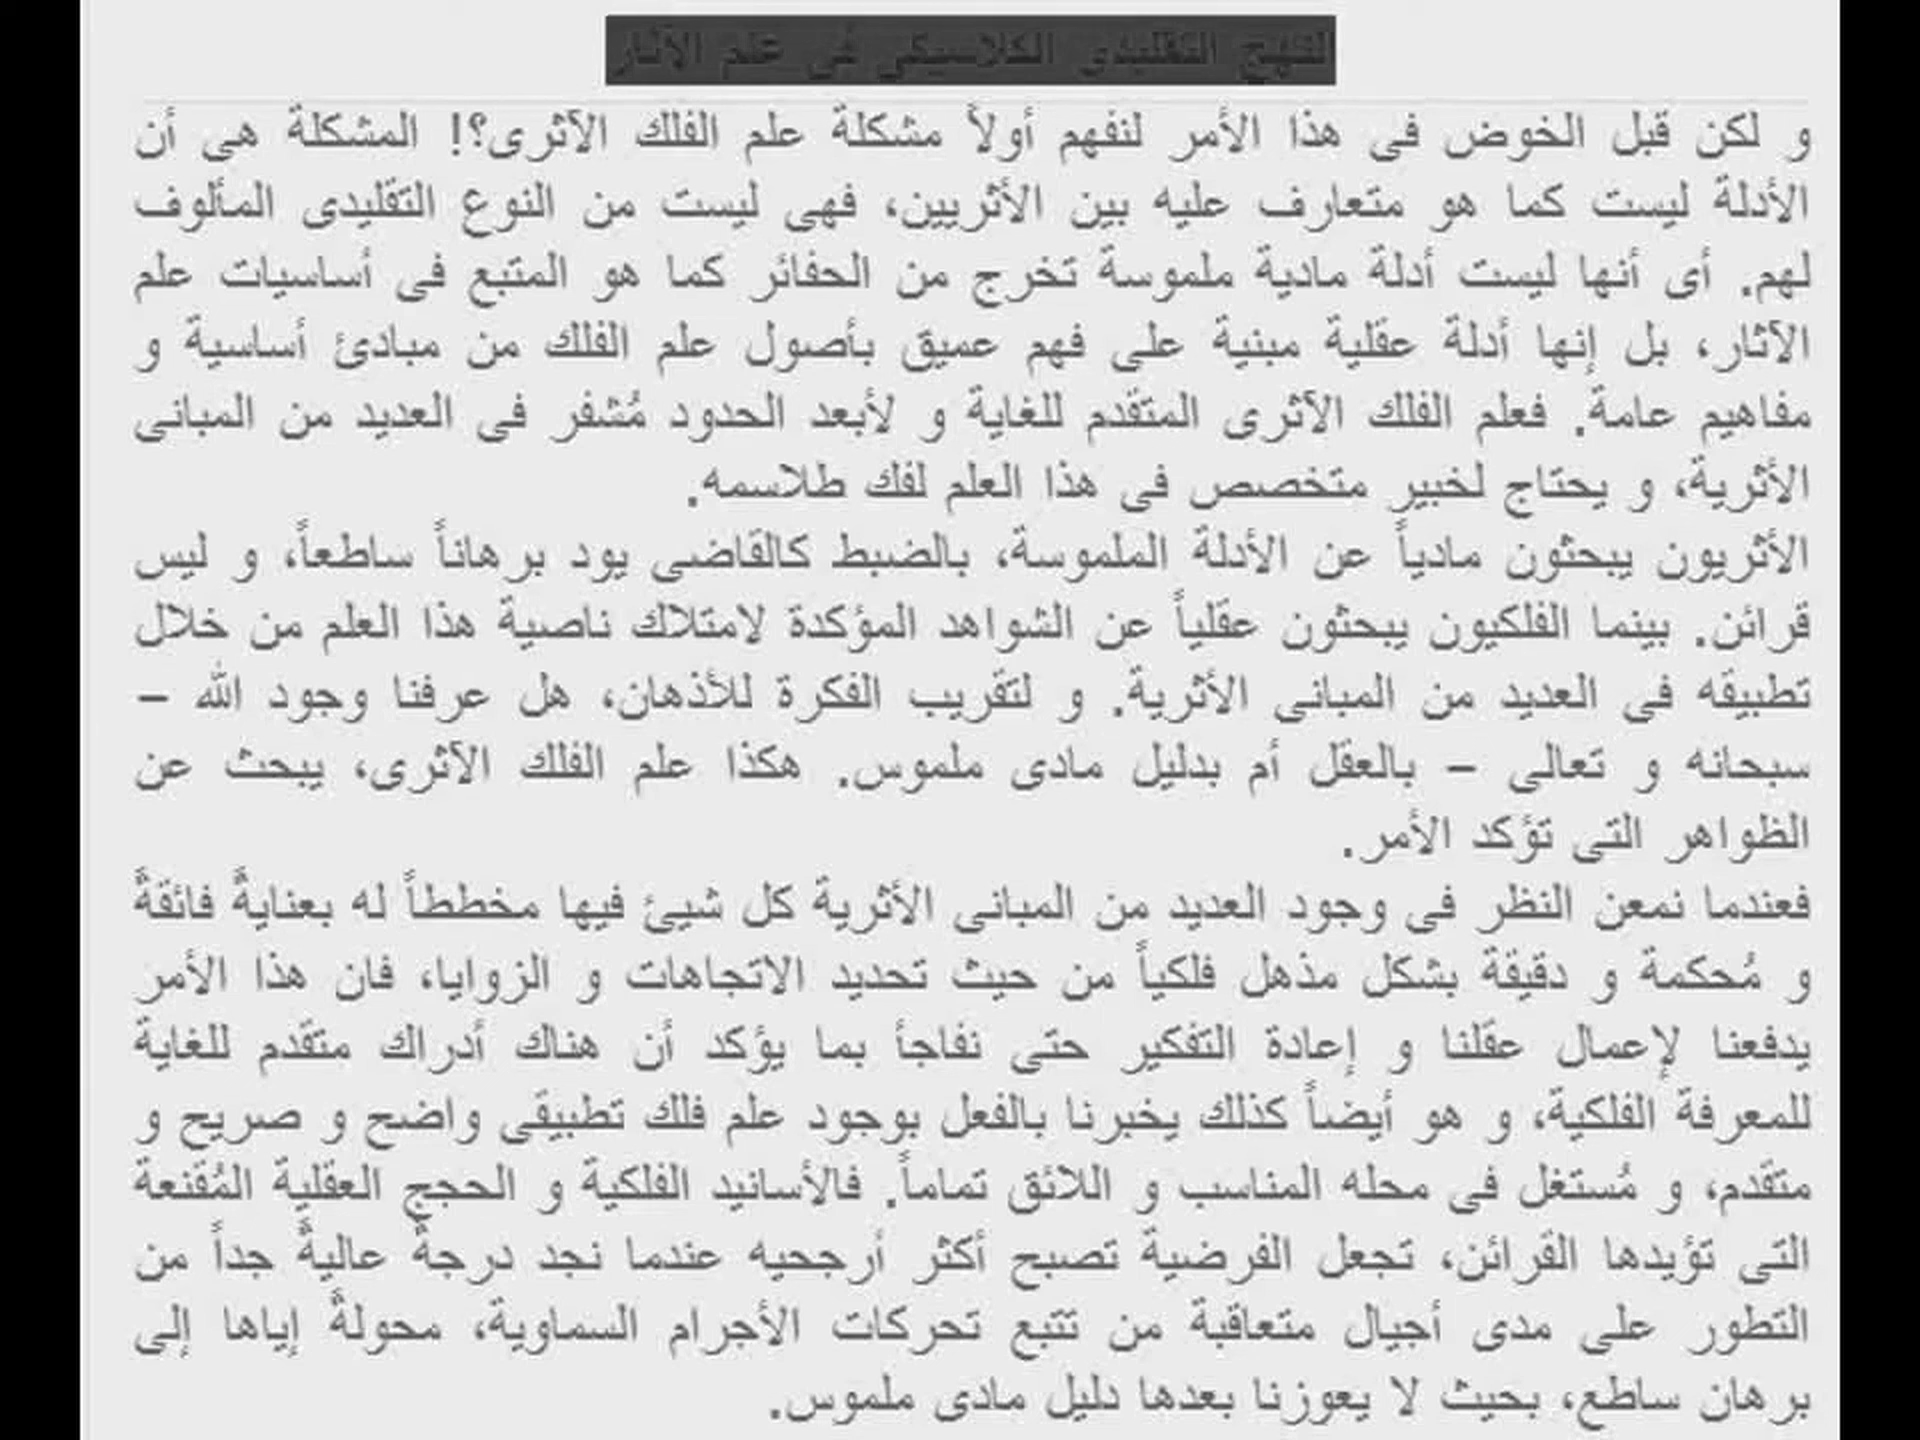 النهج التقليدى الكلاسيكى فى علم الآثار
و لكن قبل الخوض فى هذا الأمر لنفهم أولاً مشكلة علم الفلك الآثرى؟! المشكلة هى أن
الأدلة ليست كما هو متعارف عليه بين الأثريين، فهى ليست من النوع التقليدى المألوف
لهم. أى أنها ليست أدلة مادية ملموسة تخرج من الحفائر كما هو المتبع فى أساسيات علم
الآثار، بل إنها أدلة عقلية مبنية على فهم عميق بأصول علم الفلك من مبادئ أساسية و
مفاهيم عامة. فعلم الفلك الآثرى المتقدم للغاية و لأبعد الحدود مُشفر فى العديد من المبانى
الأثرية، و يحتاج لخبير متخصص فى هذا العلم لفك طلاسمه.
الأثريون يبحثون مادياً عن الأدلة الملموسة، بالضبط كالقاضى يود برهاناً ساطعاً، و ليس
قرائن. بينما الفلكيون يبحثون عقلياً عن الشواهد المؤكدة لامتلاك ناصية هذا العلم من خلال
تطبيقه فى العديد من المبانى الأثرية. و لتقريب الفكرة للأذهان، هل عرفنا وجود الله –
سبحانه و تعالى – بالعقل أم بدليل مادى ملموس. هكذا علم الفلك الآثرى، يبحث عن
الظواهر التى تؤكد الأمر.
فعندما نمعن النظر فى وجود العديد من المبانى الأثرية كل شيئ فيها مخططاً له بعنايةً فائقةً
و مُحكمة و دقيقة بشكل مذهل فلكياً من حيث تحديد الاتجاهات و الزوايا، فان هذا الأمر
يدفعنا لإعمال عقلنا و إعادة التفكير حتى نفاجأ بما يؤكد أن هناك أدراك متقدم للغاية
للمعرفة الفلكية، و هو أيضاً كذلك يخبرنا بالفعل بوجود علم فلك تطبيقى واضح و صريح و
متقدم، و مُستغل فى محله المناسب و اللائق تماماً. فالأسانيد الفلكية و الحجج العقلية المُقنعة
التى تؤيدها القرائن، تجعل الفرضية تصبح أكثر أرجحيه عندما نجد درجةً عاليةً جداً من
التطور على مدى أجيال متعاقبة من تتبع تحركات الأجرام السماوية، محولةً إياها إلى
برهان ساطع، بحيث لا يعوزنا بعدها دليل مادى ملموس.